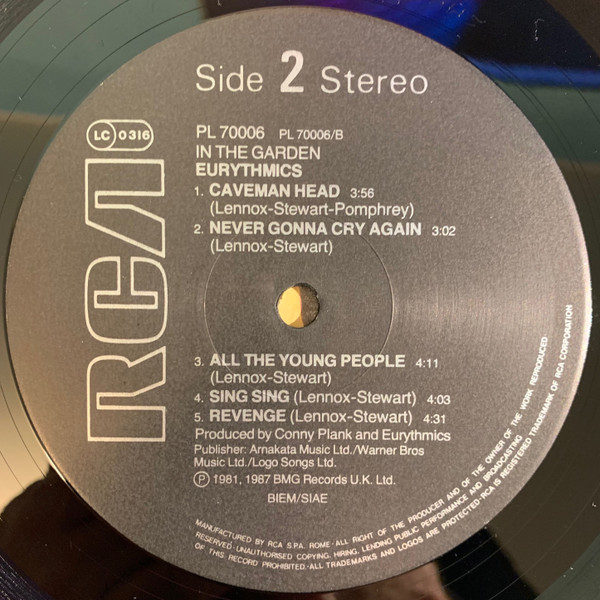 Side 2 Stereo
LC 0316
RCA
PL 70006 PL 70006/B
IN THE GARDEN
EURYTHMICS
1. CAVEMAN HEAD 3:56
(Lennox-Stewart-Pomphrey)
2. NEVER GONNA CRY AGAIN 3:02
(Lennox-Stewart)
3. ALL THE YOUNG PEOPLE 4:11
(Lennox-Stewart)
4. SING SING (Lennox-Stewart) 4:03
5. REVENGE (Lennox-Stewart) 4:31
Produced by Conny Plank and Eurythmics
Publisher: Arnakata Music Ltd./Warner Bros
Music Ltd./Logo Songs Ltd.
Ⓟ 1981, 1987 BMG Records U.K. Ltd.
BIEM/SIAE
MANUFACTURED BY RCA S.P.A. ROME·ALL RIGHT OF THE PRODUCER AND OF THE OWNER OF THE WORK REPRODUCED
RESERVED·UNAUTHORISED COPYING, HIRING, LENDING PUBLIC PERFORMANCE AND BROADCASTING
OF THIS RECORD PROHIBITED·ALL TRADEMARKS AND LOGOS ARE PROTECTED·RCA IS REGISTERED TRADEMARK OF RCA CORPORATION